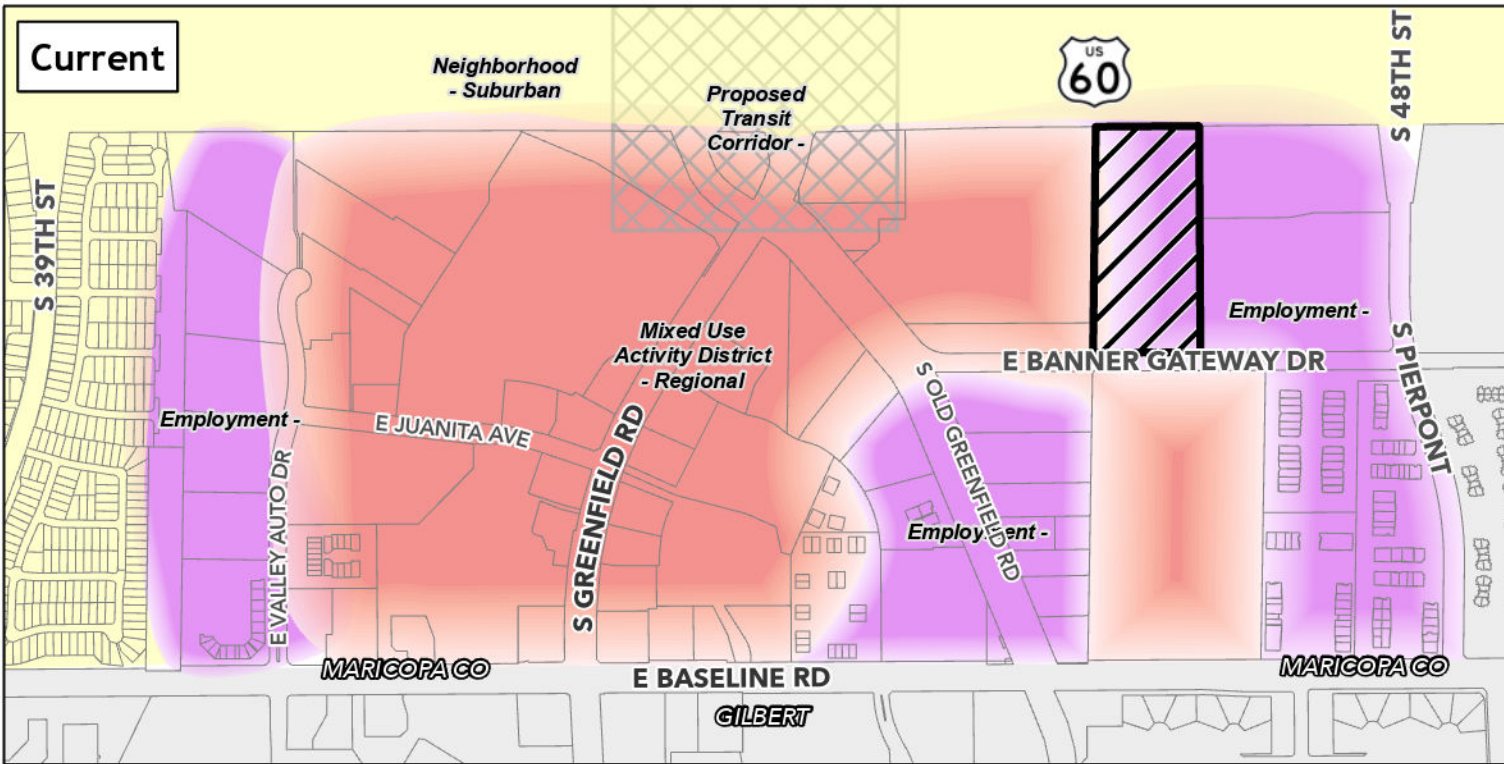 Current
Neighborhood
- Suburban
Proposed
Transit
Corridor -
US
60
S 48TH ST
S 39TH ST
Mixed Use
Activity District
- Regional
Employment -
E BANNER GATEWAY DR
S PIERPONT
S OLD GREENFIELD RD
Employment -
E JUANITA AVE
S GREENFIELD RD
E VALLEY AUTO DR
Employment -
MARICOPA CO
E BASELINE RD
MARICOPA CO
GILBERT